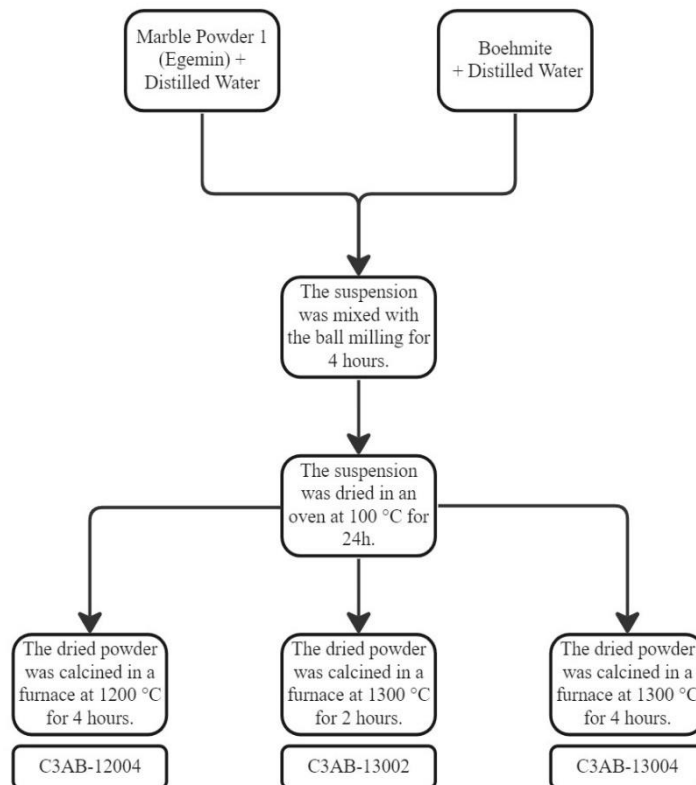 Marble Powder 1
(Egemin) +
Distilled Water
Boehmite
+ Distilled Water
The suspension
was mixed with
the ball milling for
4 hours.
The suspension
was dried in an
oven at 100 °C for
24h.
The dried powder
was calcined in a
furnace at 1200 °C
for 4 hours.
The dried powder
was calcined in a
furnace at 1300 °C
for 2 hours.
The dried powder
was calcined in a
furnace at 1300 °C
for 4 hours.
C3AB-12004
C3AB-13002
C3AB-13004